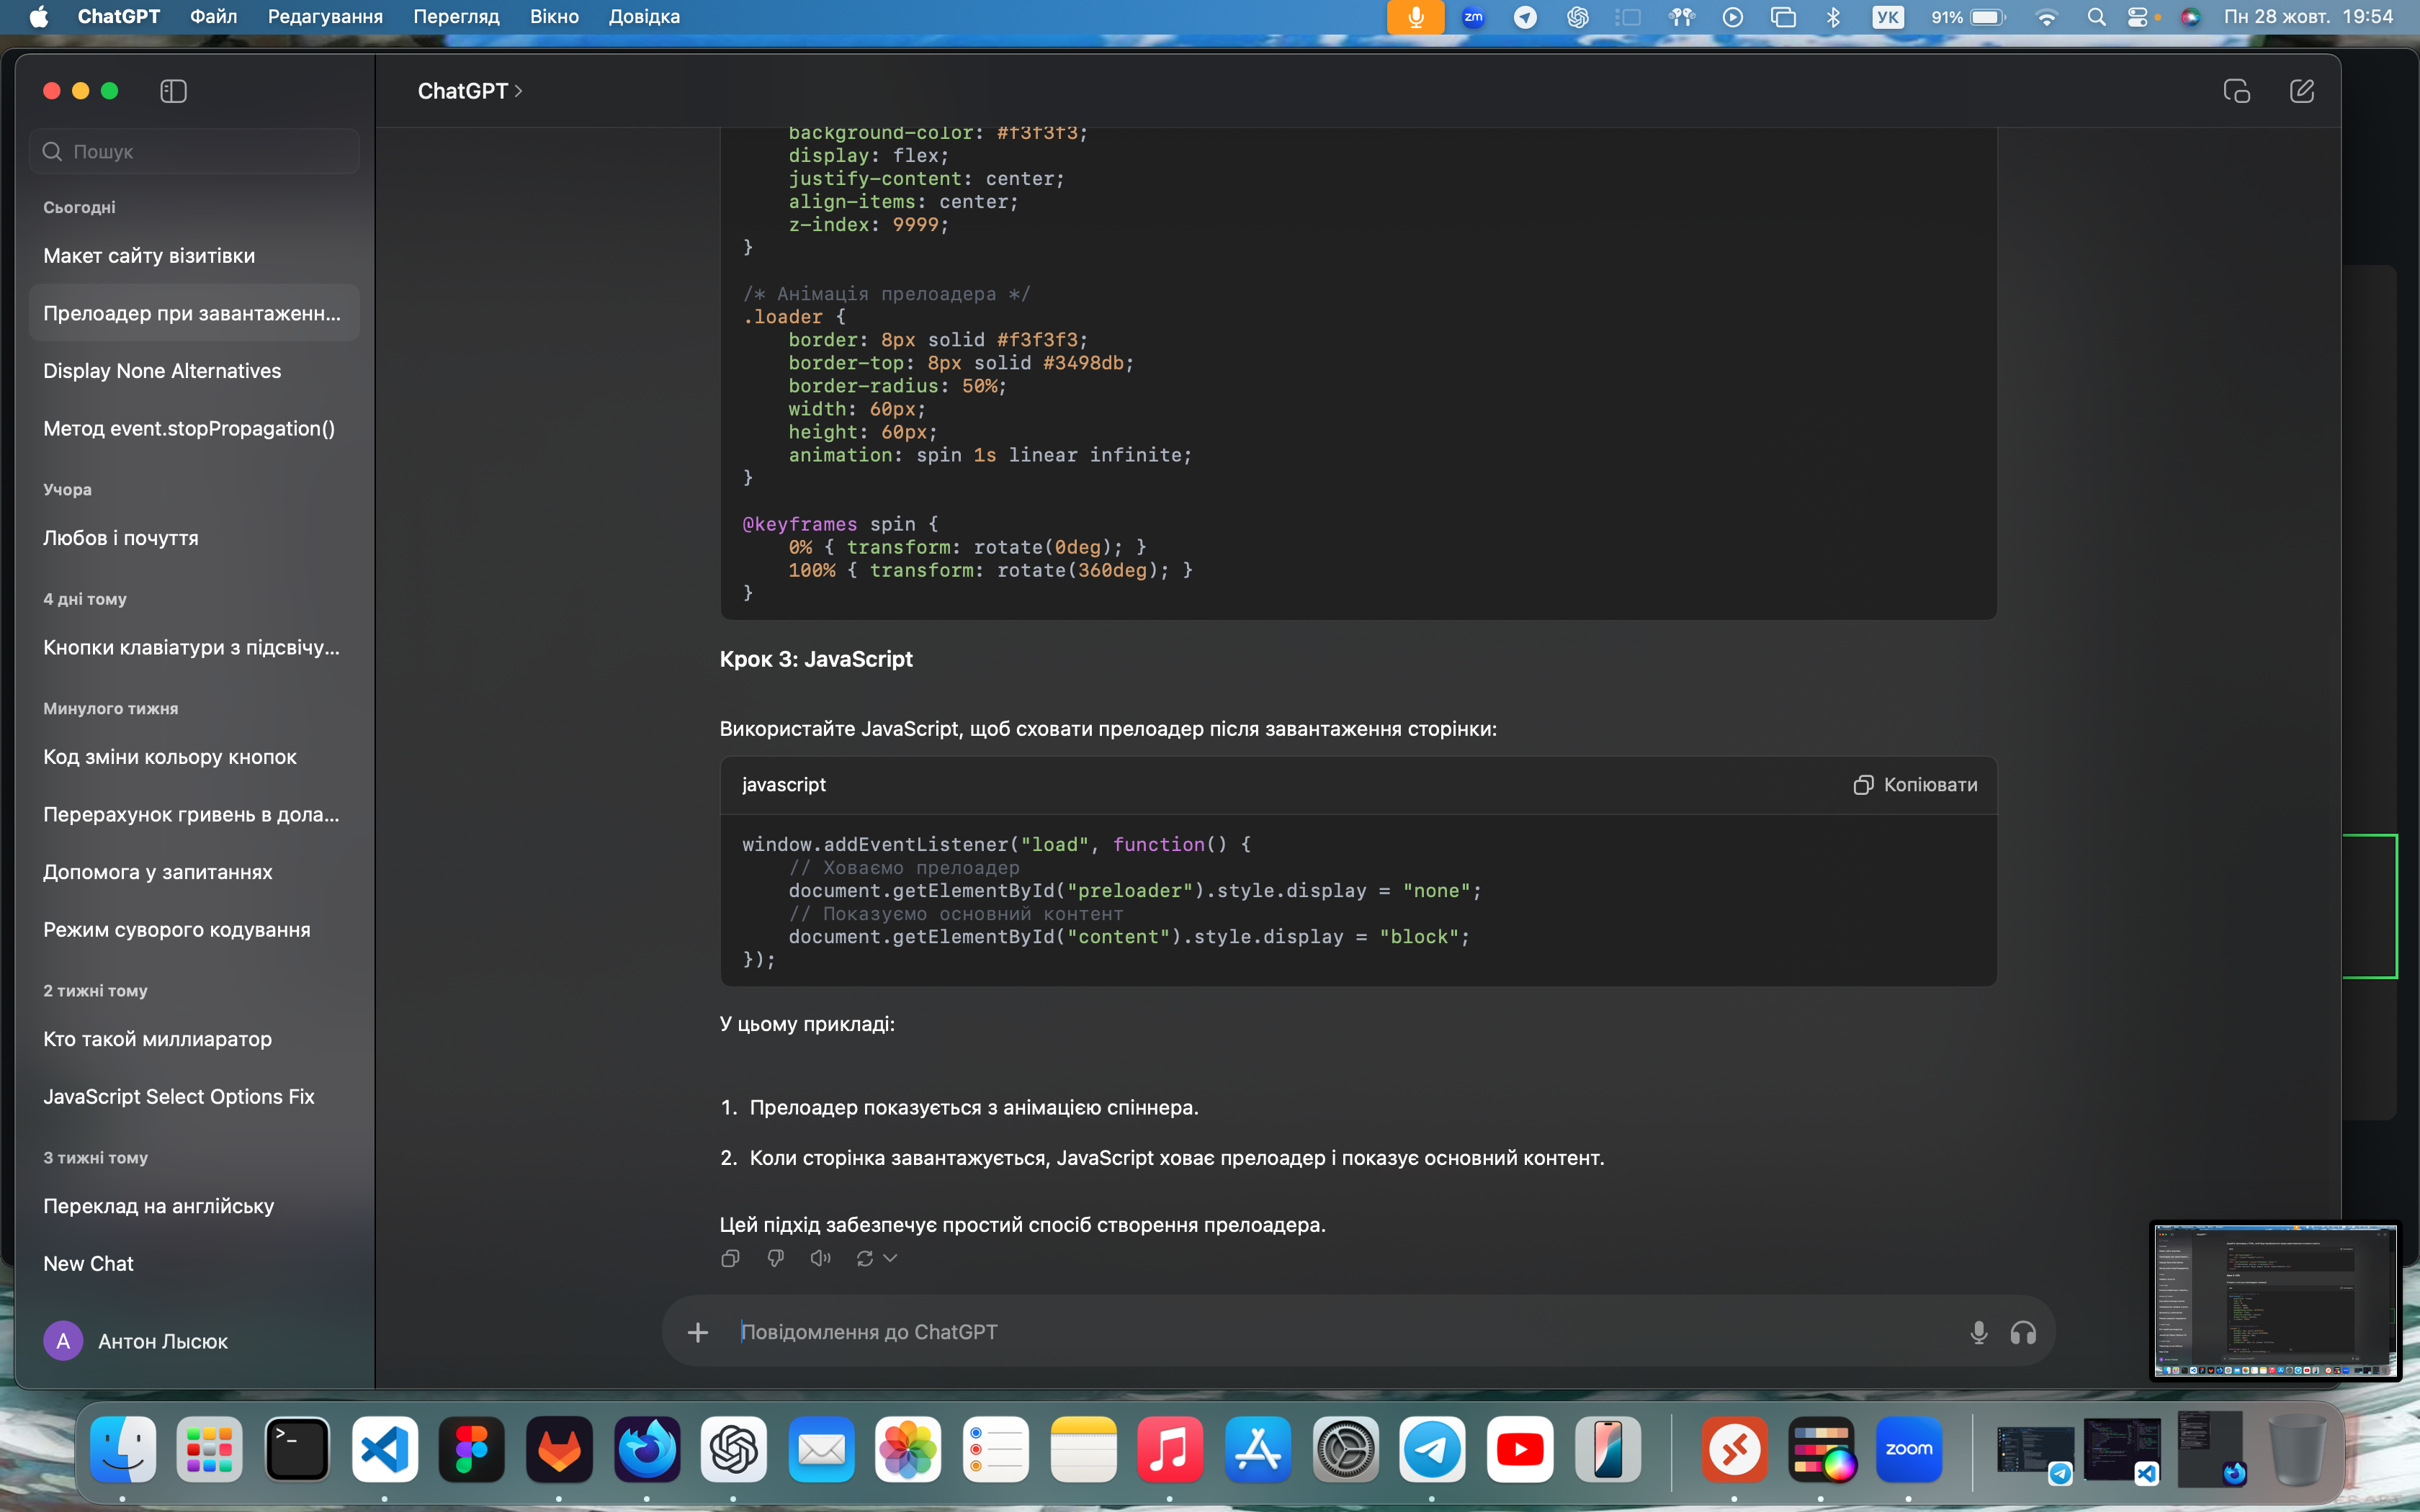 ChatGPT Файл Редагування Перегляд Вікно Довідка zm УК 91% Пн 28 жовт. 19:54
ChatGPT
Пошук
Сьогодні
Макет сайту візитівки
Прелоадер при завантаженн...
Display None Alternatives
Метод event.stopPropagation()
Учора
Любов і почуття
4 дні тому
Кнопки клавіатури з підсвічу...
Минулого тижня
Код зміни кольору кнопок
Перерахунок гривень в дола...
Допомога у запитаннях
Режим суворого кодування
2 тижні тому
Кто такой миллиаратор
JavaScript Select Options Fix
3 тижні тому
Переклад на англійську
New Chat
А Антон Лысюк
background-color: #f3f3f3;
display: flex;
justify-content: center;
align-items: center;
z-index: 9999;
}
/* Анімація прелоадера */
.loader {
border: 8px solid #f3f3f3;
border-top: 8px solid #3498db;
border-radius: 50%;
width: 60px;
height: 60px;
animation: spin 1s linear infinite;
}
@keyframes spin {
0% { transform: rotate(0deg); }
100% { transform: rotate(360deg); }
}
Крок 3: JavaScript
Використайте JavaScript, щоб сховати прелоадер після завантаження сторінки:
javascript Копіювати
window.addEventListener("load", function() {
// Ховаємо прелоадер
document.getElementById("preloader").style.display = "none";
// Показуємо основний контент
document.getElementById("content").style.display = "block";
});
У цьому прикладі:
1. Прелоадер показується з анімацією спіннера.
2. Коли сторінка завантажується, JavaScript ховає прелоадер і показує основний контент.
Цей підхід забезпечує простий спосіб створення прелоадера.
Повідомлення до ChatGPT
zoom